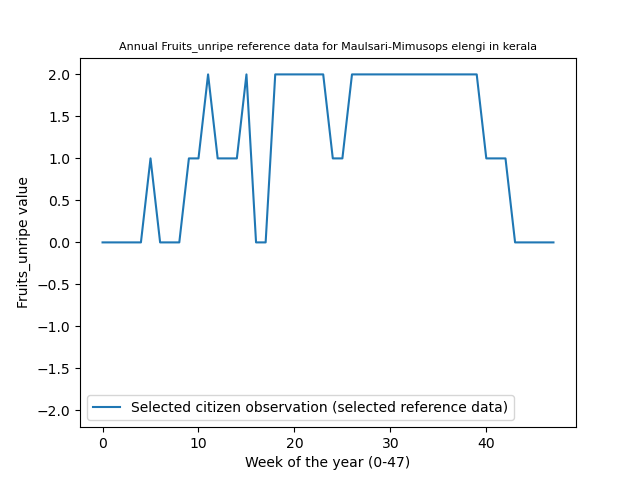 Annual Fruits_unripe reference data for Maulsari-Mimusops elengi in kerala
2.0
1.5
1.0
0.5
0.0
−0.5
−1.0
−1.5
−2.0
Fruits_unripe value
Selected citizen observation (selected reference data)
0 10 20 30 40
Week of the year (0-47)